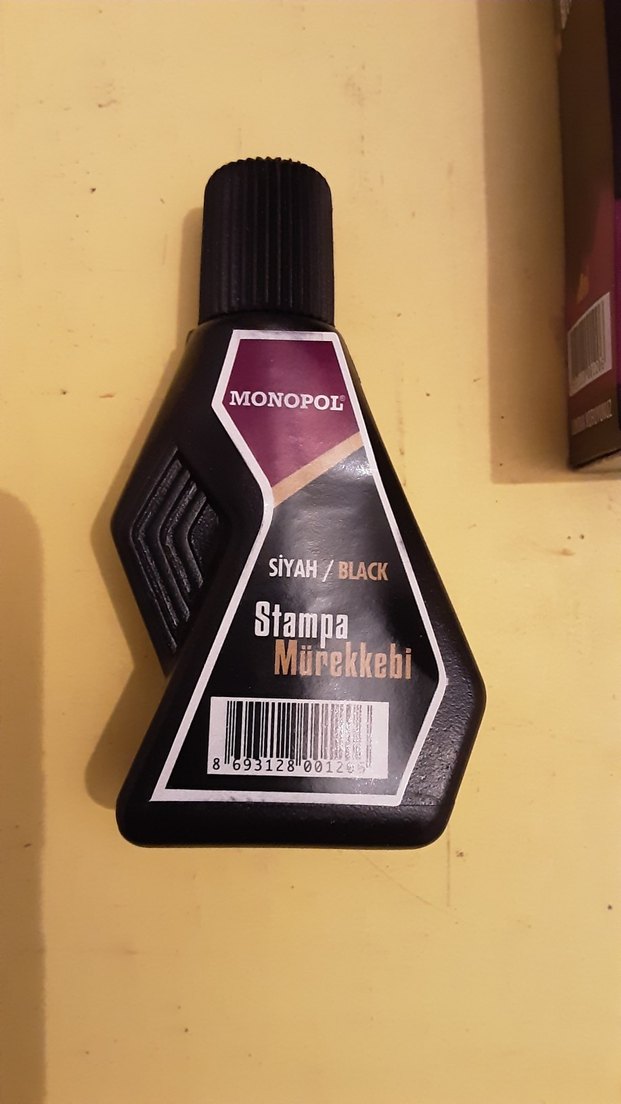 MONOPOL®
SİYAH / BLACK
Stampa
Mürekkebi